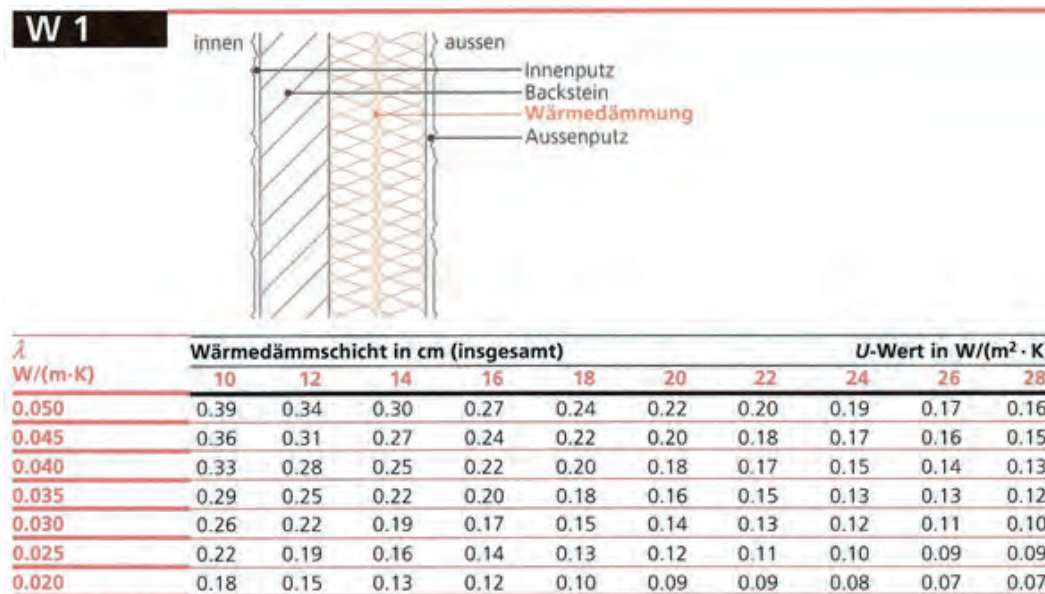 W 1
innen
aussen
Innenputz
Backstein
Wärmedämmung
Aussenputz
λ Wärmedämmschicht in cm (insgesamt) U-Wert in W/(m² · K
W/(m·K) 10 12 14 16 18 20 22 24 26 28
0.050 0.39 0.34 0.30 0.27 0.24 0.22 0.20 0.19 0.17 0.16
0.045 0.36 0.31 0.27 0.24 0.22 0.20 0.18 0.17 0.16 0.15
0.040 0.33 0.28 0.25 0.22 0.20 0.18 0.17 0.15 0.14 0.13
0.035 0.29 0.25 0.22 0.20 0.18 0.16 0.15 0.13 0.13 0.12
0.030 0.26 0.22 0.19 0.17 0.15 0.14 0.13 0.12 0.11 0.10
0.025 0.22 0.19 0.16 0.14 0.13 0.12 0.11 0.10 0.09 0.09
0.020 0.18 0.15 0.13 0.12 0.10 0.09 0.09 0.08 0.07 0.07